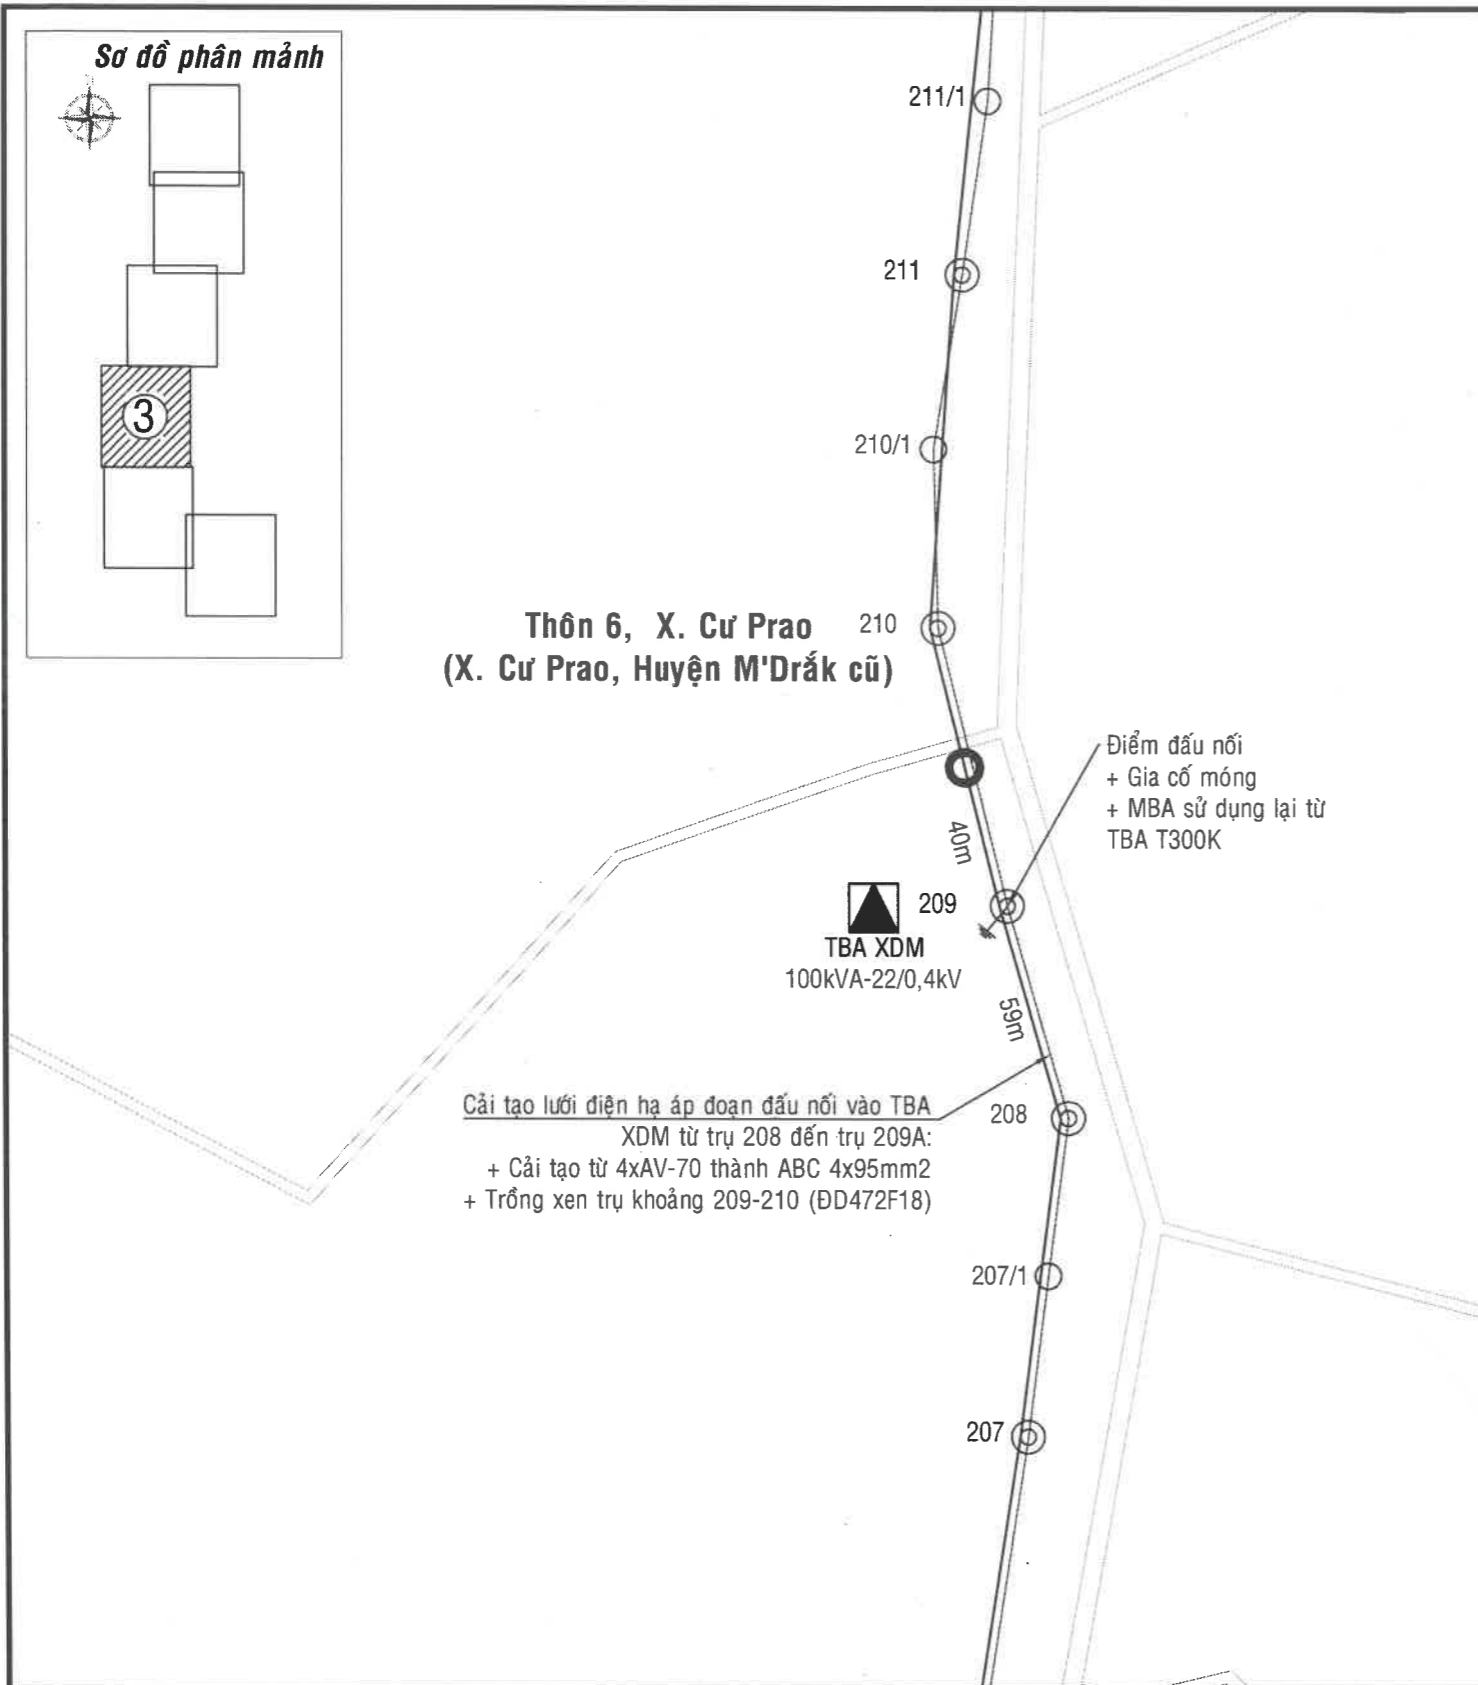 Sơ đồ phân mảnh
3
211/1
211
210/1
210
Thôn 6, X. Cư Prao
(X. Cư Prao, Huyện M'Drắk cũ)
Điểm đấu nối
+ Gia cố móng
+ MBA sử dụng lại từ
TBA T300K
40m
209
TBA XDM
100kVA-22/0,4kV
59m
Cải tạo lưới điện hạ áp đoạn đấu nối vào TBA
XDM từ trụ 208 đến trụ 209A:
+ Cải tạo từ 4xAV-70 thành ABC 4x95mm2
+ Trồng xen trụ khoảng 209-210 (ĐD472F18)
208
207/1
207